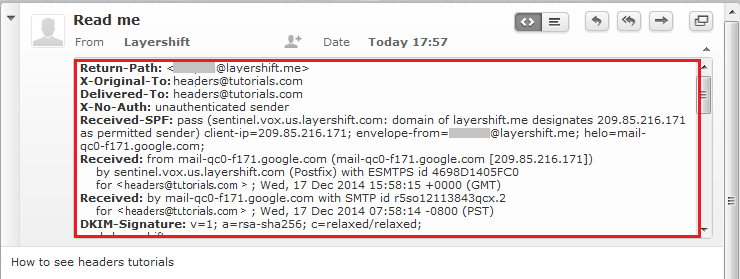 Read me
From Layershift Date Today 17:57
Return-Path: < @layershift.me>
X-Original-To: headers@tutorials.com
Delivered-To: headers@tutorials.com
X-No-Auth: unauthenticated sender
Received-SPF: pass (sentinel.vox.us.layershift.com: domain of layershift.me designates 209.85.216.171
as permitted sender) client-ip=209.85.216.171; envelope-from= @layershift.me; helo=mail-
qc0-f171.google.com;
Received: from mail-qc0-f171.google.com (mail-qc0-f171.google.com [209.85.216.171])
by sentinel.vox.us.layershift.com (Postfix) with ESMTPS id 4698D1405FC0
for <headers@tutorials.com > ; Wed, 17 Dec 2014 15:58:15 +0000 (GMT)
Received: by mail-qc0-f171.google.com with SMTP id r5so12113843qcx.2
for <headers@tutorials.com > ; Wed, 17 Dec 2014 07:58:14 -0800 (PST)
DKIM-Signature: v=1; a=rsa-sha256; c=relaxed/relaxed;
How to see headers tutorials